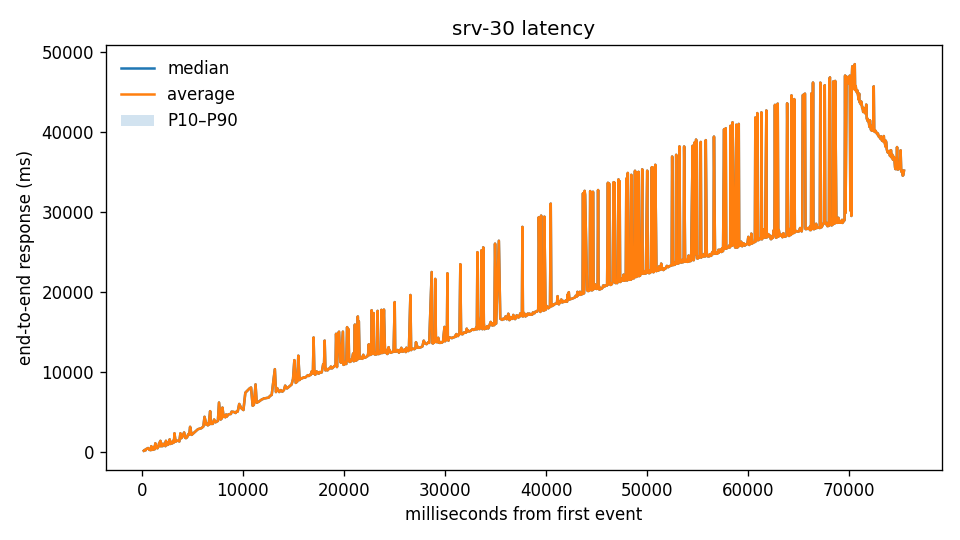 srv-30 latency
50000
40000
30000
20000
10000
0
end-to-end response (ms)
median
average
P10–P90
0 10000 20000 30000 40000 50000 60000 70000
milliseconds from first event